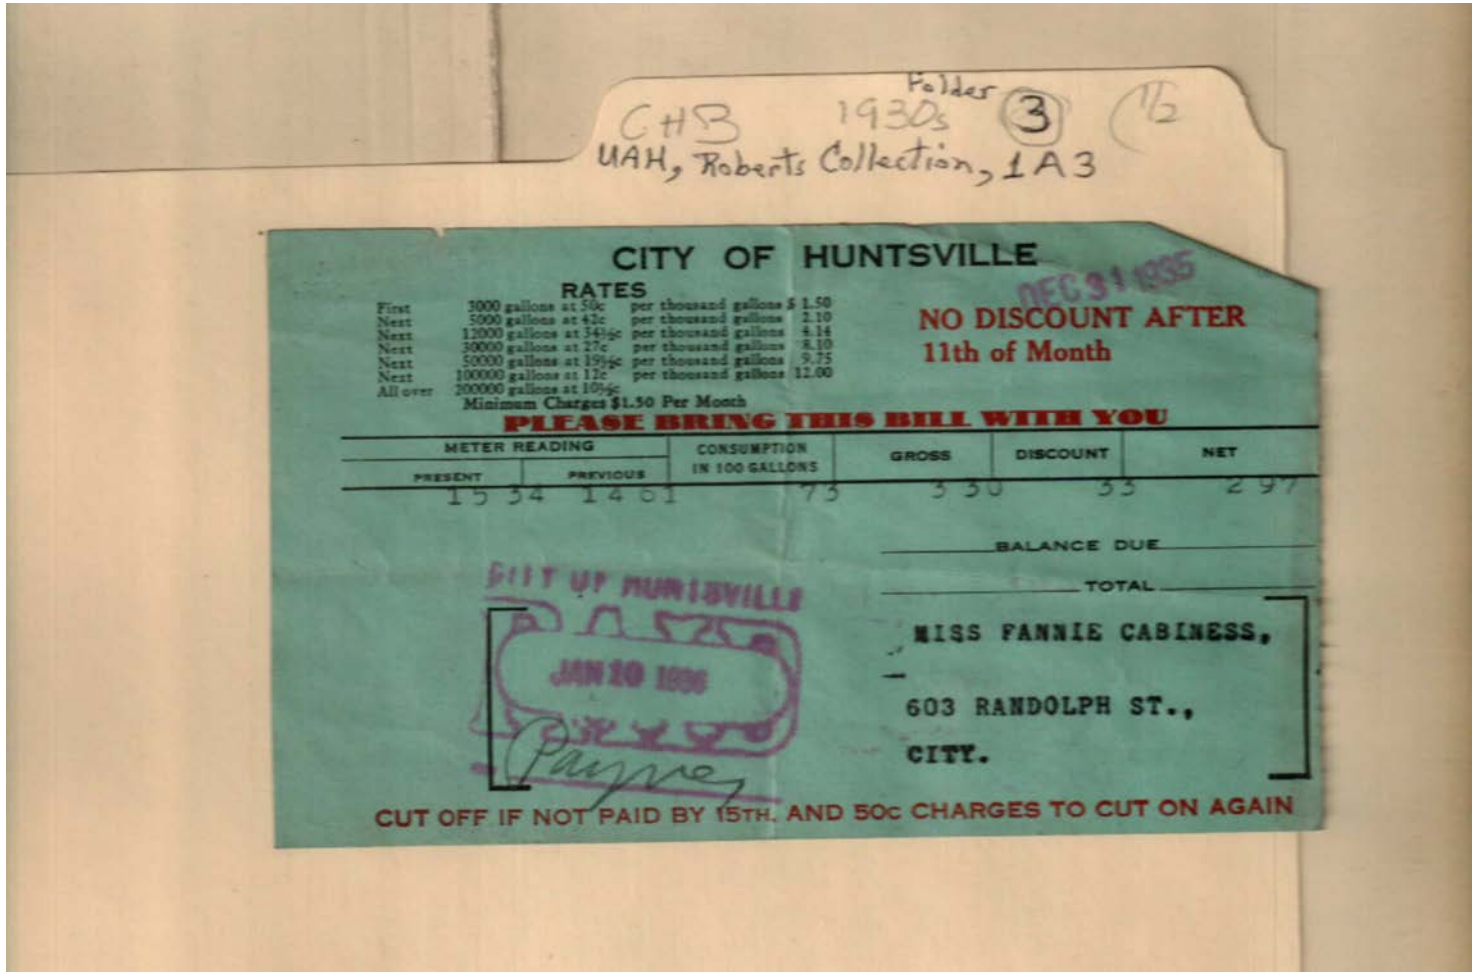 Folder
CHB 1930s 3 1/2
UAH, Roberts Collection, 1A3
CITY OF HUNTSVILLE
DEC 31 1935
RATES
First 3000 gallons at 50c per thousand gallons $ 1.50
Next 5000 gallons at 42c per thousand gallons 2.10
Next 12000 gallons at 34½c per thousand gallons 4.14
Next 30000 gallons at 27c per thousand gallons 8.10
Next 50000 gallons at 19½c per thousand gallons 9.75
Next 100000 gallons at 12c per thousand gallons 12.00
All over 200000 gallons at 10½c
Minimum Charges $1.50 Per Month
NO DISCOUNT AFTER
11th of Month
PLEASE BRING THIS BILL WITH YOU
METER READING CONSUMPTION IN 100 GALLONS GROSS DISCOUNT NET
PRESENT PREVIOUS
1534 1461 73 3 30 33 2 97
BALANCE DUE
TOTAL
CITY OF HUNTSVILLE
JAN 10 1936
Payne
MISS FANNIE CABINESS,
603 RANDOLPH ST.,
CITY.
CUT OFF IF NOT PAID BY 15TH. AND 50c CHARGES TO CUT ON AGAIN